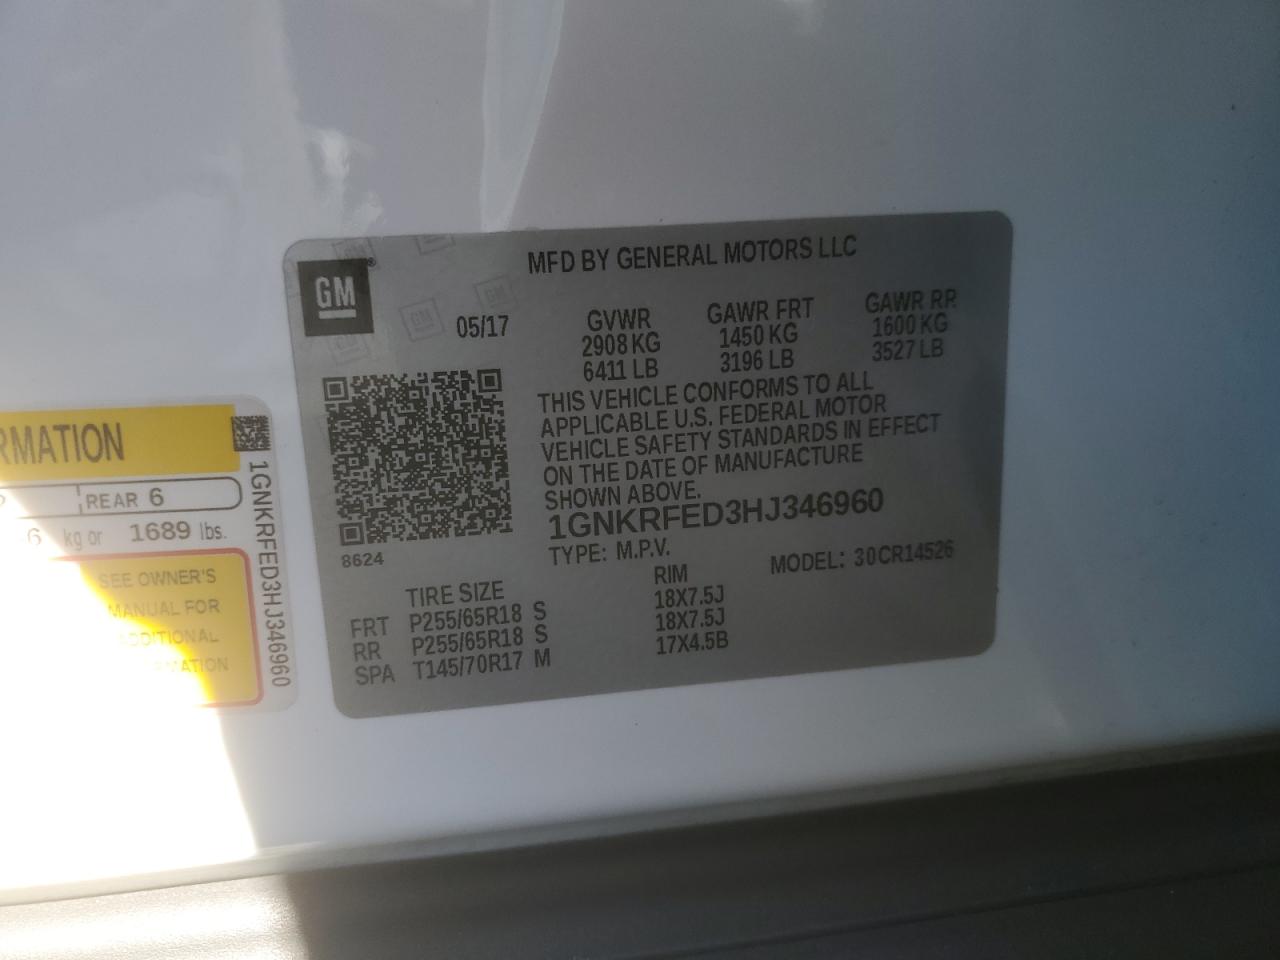 GM
MFD BY GENERAL MOTORS LLC
05/17
GVWR GAWR FRT GAWR RR
2908 KG 1450 KG 1600 KG
6411 LB 3196 LB 3527 LB
THIS VEHICLE CONFORMS TO ALL
APPLICABLE U.S. FEDERAL MOTOR
VEHICLE SAFETY STANDARDS IN EFFECT
ON THE DATE OF MANUFACTURE
SHOWN ABOVE.
1GNKRFED3HJ346960
8624
TYPE: M.P.V. MODEL: 30CR14526
TIRE SIZE RIM
FRT P255/65R18 S 18X7.5J
RR P255/65R18 S 18X7.5J
SPA T145/70R17 M 17X4.5B
RMATION
REAR 6
6 kg or 1689 lbs.
SEE OWNER'S
MANUAL FOR
ADDITIONAL
RMATION
1GNKRFED3HJ346960